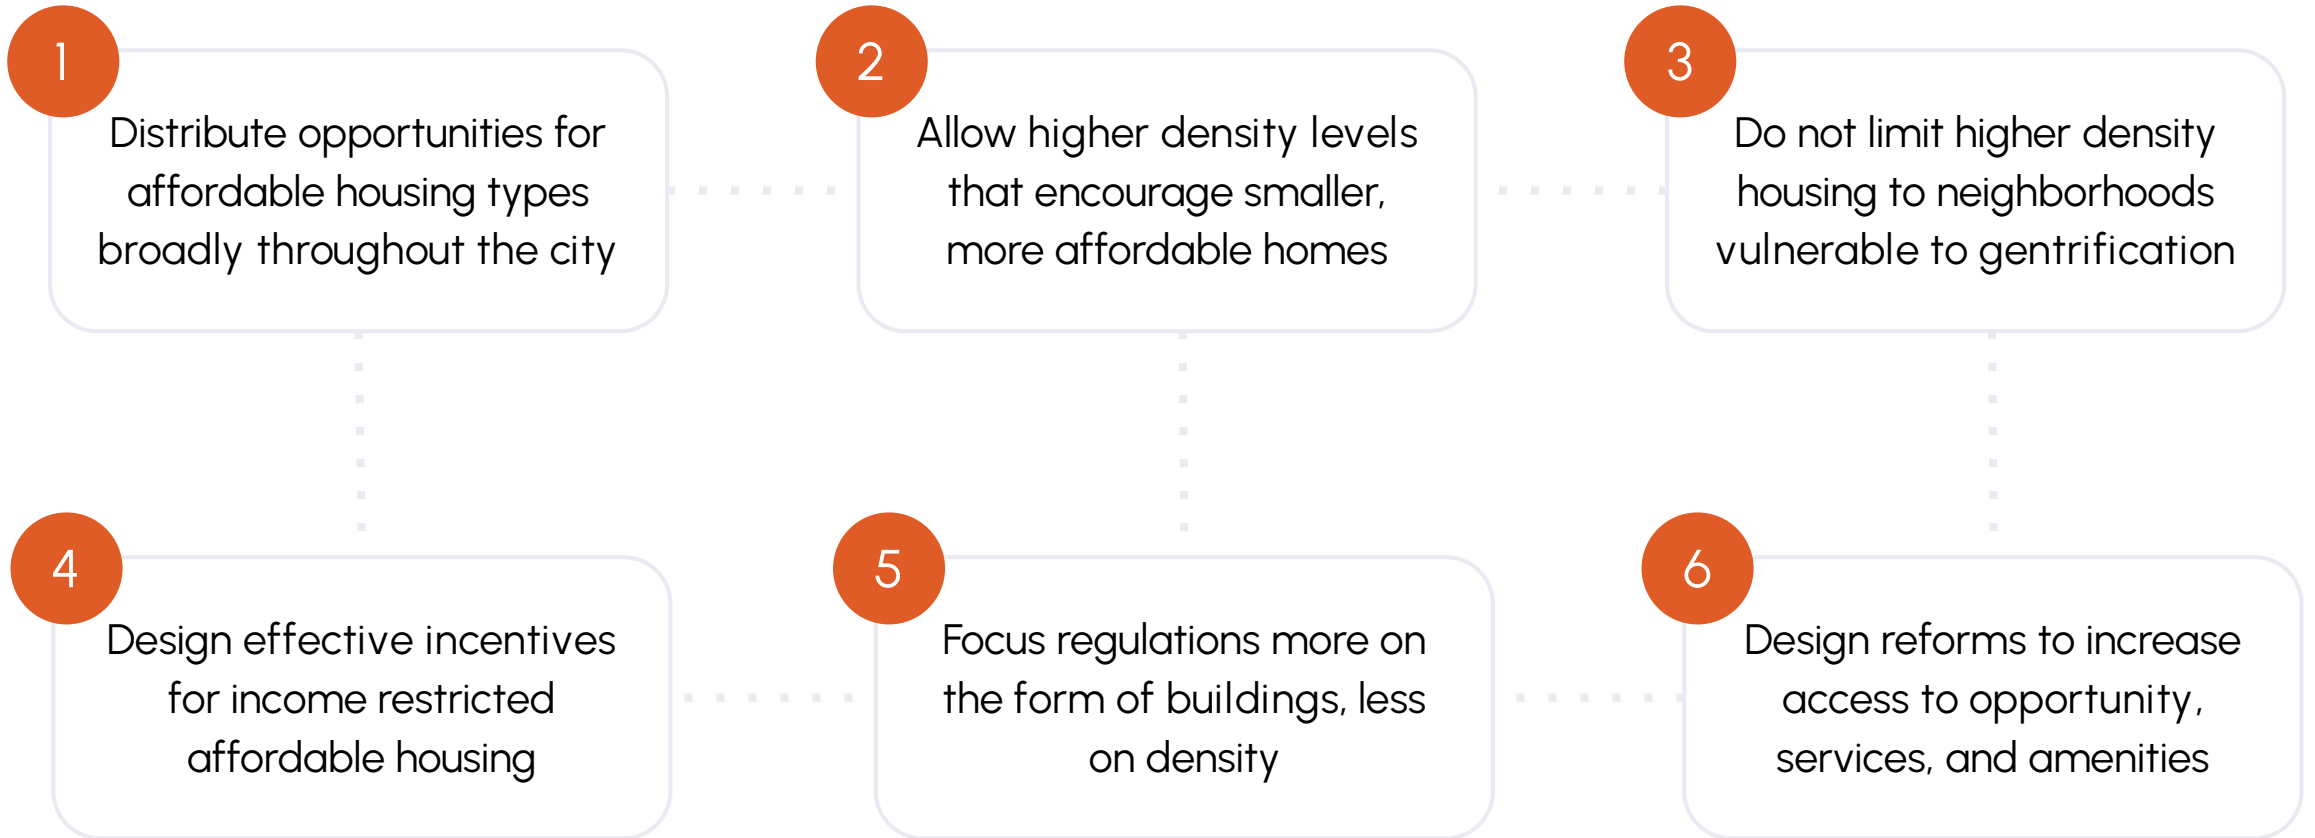 1
Distribute opportunities for
affordable housing types
broadly throughout the city
2
Allow higher density levels
that encourage smaller,
more affordable homes
3
Do not limit higher density
housing to neighborhoods
vulnerable to gentrification
4
Design effective incentives
for income restricted
affordable housing
5
Focus regulations more on
the form of buildings, less
on density
6
Design reforms to increase
access to opportunity,
services, and amenities